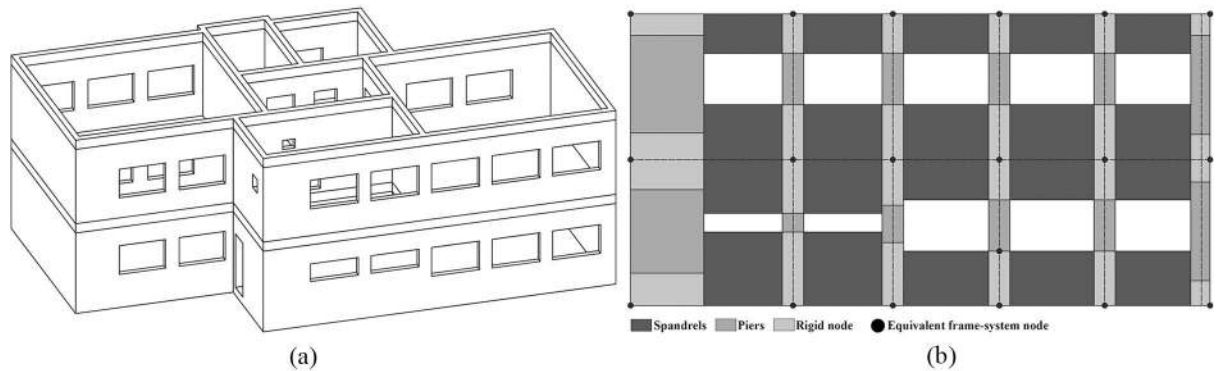 Spandrels Piers Rigid node Equivalent frame-system node
(a) (b)